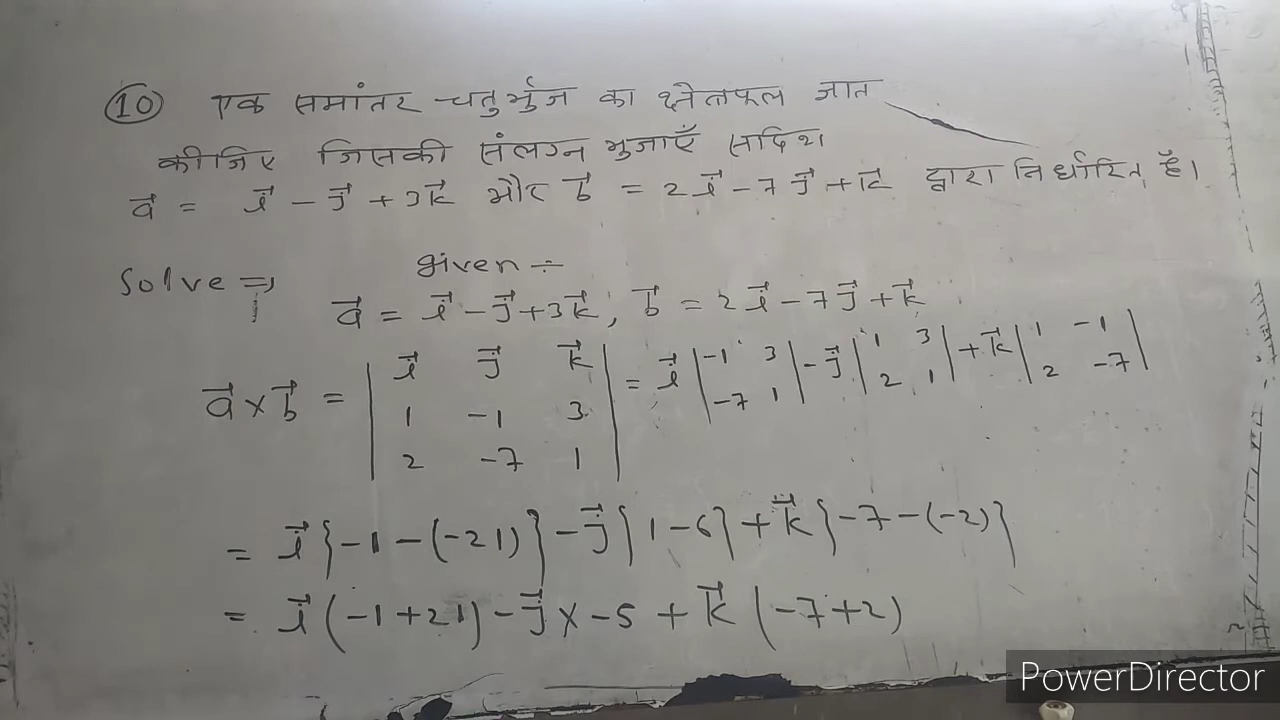 10 एक समांतर चतुर्भुज का क्षेत्रफल ज्ञात
कीजिए जिसकी संलग्न भुजाएँ सदिश
a⃗ = i⃗ - j⃗ + 3k⃗ और b⃗ = 2i⃗ - 7j⃗ + k⃗ द्वारा निर्धारित है।
Solve ⇒ given ÷
a⃗ = i⃗ - j⃗ + 3k⃗, b⃗ = 2i⃗ - 7j⃗ + k⃗
a⃗ × b⃗ = | i⃗ j⃗ k⃗ | = i⃗ | -1 3 | - j⃗ | 1 3 | + k⃗ | 1 -1 |
| 1 -1 3 | | -7 1 | | 2 1 | | 2 -7 |
| 2 -7 1 |
= i⃗ {-1 - (-21)} - j⃗ {1 - 6} + k⃗ {-7 - (-2)}
= i⃗ (-1 + 21) - j⃗ × -5 + k⃗ (-7 + 2)
PowerDirector